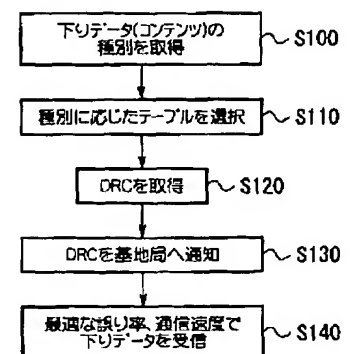 下りデータ(コンテンツ)の
種別を取得
S100
種別に応じたテーブルを選択
S110
DRCを取得
S120
DRCを基地局へ通知
S130
最適な誤り率、通信速度で
下りデータを受信
S140